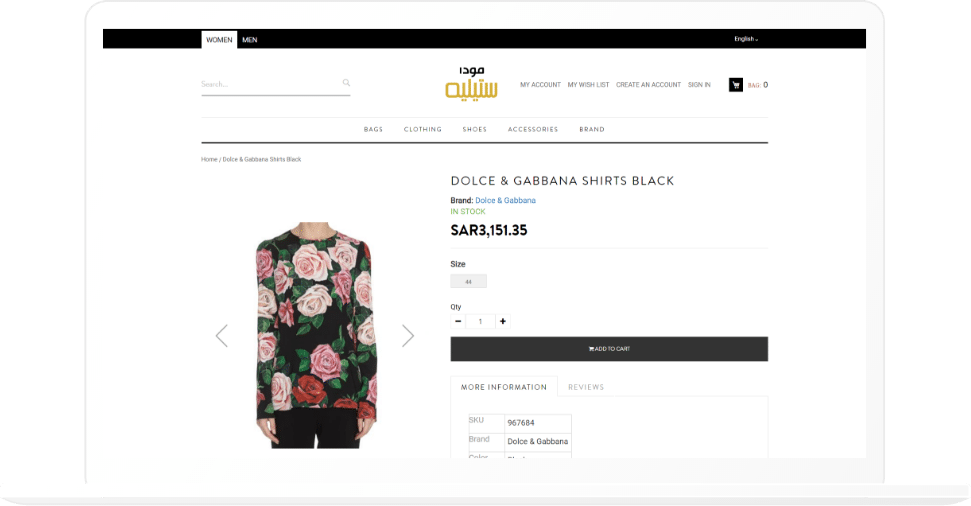 WOMEN MEN English
Search...
مودا
ستيليه
MY ACCOUNT MY WISH LIST CREATE AN ACCOUNT SIGN IN BAG: 0
BAGS CLOTHING SHOES ACCESSORIES BRAND
Home / Dolce & Gabbana Shirts Black
DOLCE & GABBANA SHIRTS BLACK
Brand: Dolce & Gabbana
IN STOCK
SAR3,151.35
Size
44
Qty
- 1 +
ADD TO CART
MORE INFORMATION REVIEWS
SKU 967684
Brand Dolce & Gabbana
Color